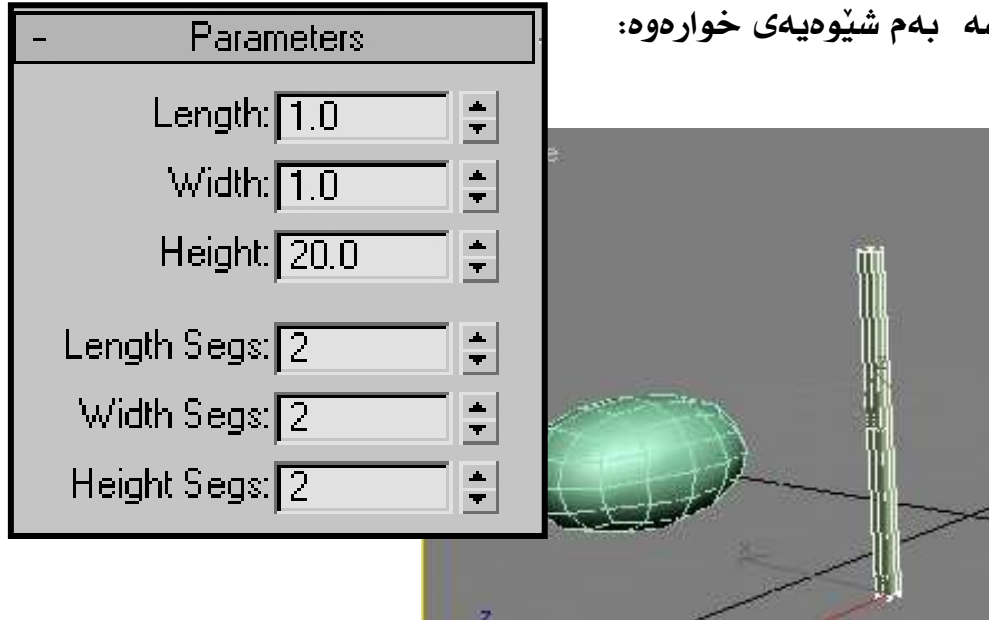 بەم شێوەیەی خوارەوە:
- Parameters
Length: 1.0
Width: 1.0
Height: 20.0
Length Segs: 2
Width Segs: 2
Height Segs: 2
z